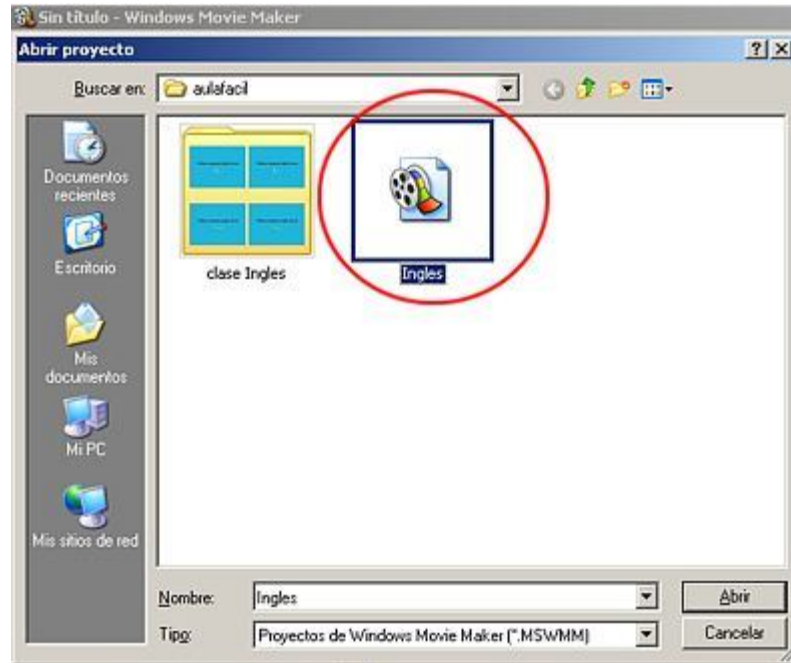 Sin título - Windows Movie Maker
Abrir proyecto
Buscar en:
aulafacil
Documentos
recientes
Escritorio
Mis
documentos
Mi PC
Mis sitios de red
clase Ingles
Ingles
Nombre:
Ingles
Abrir
Tipo:
Proyectos de Windows Movie Maker (*.MSWMM)
Cancelar